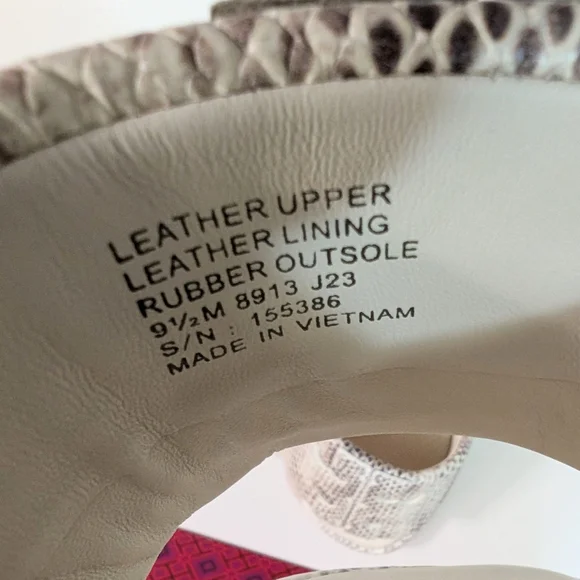 LEATHER UPPER
LEATHER LINING
RUBBER OUTSOLE
9½M 8913 J23
S/N : 155386
MADE IN VIETNAM